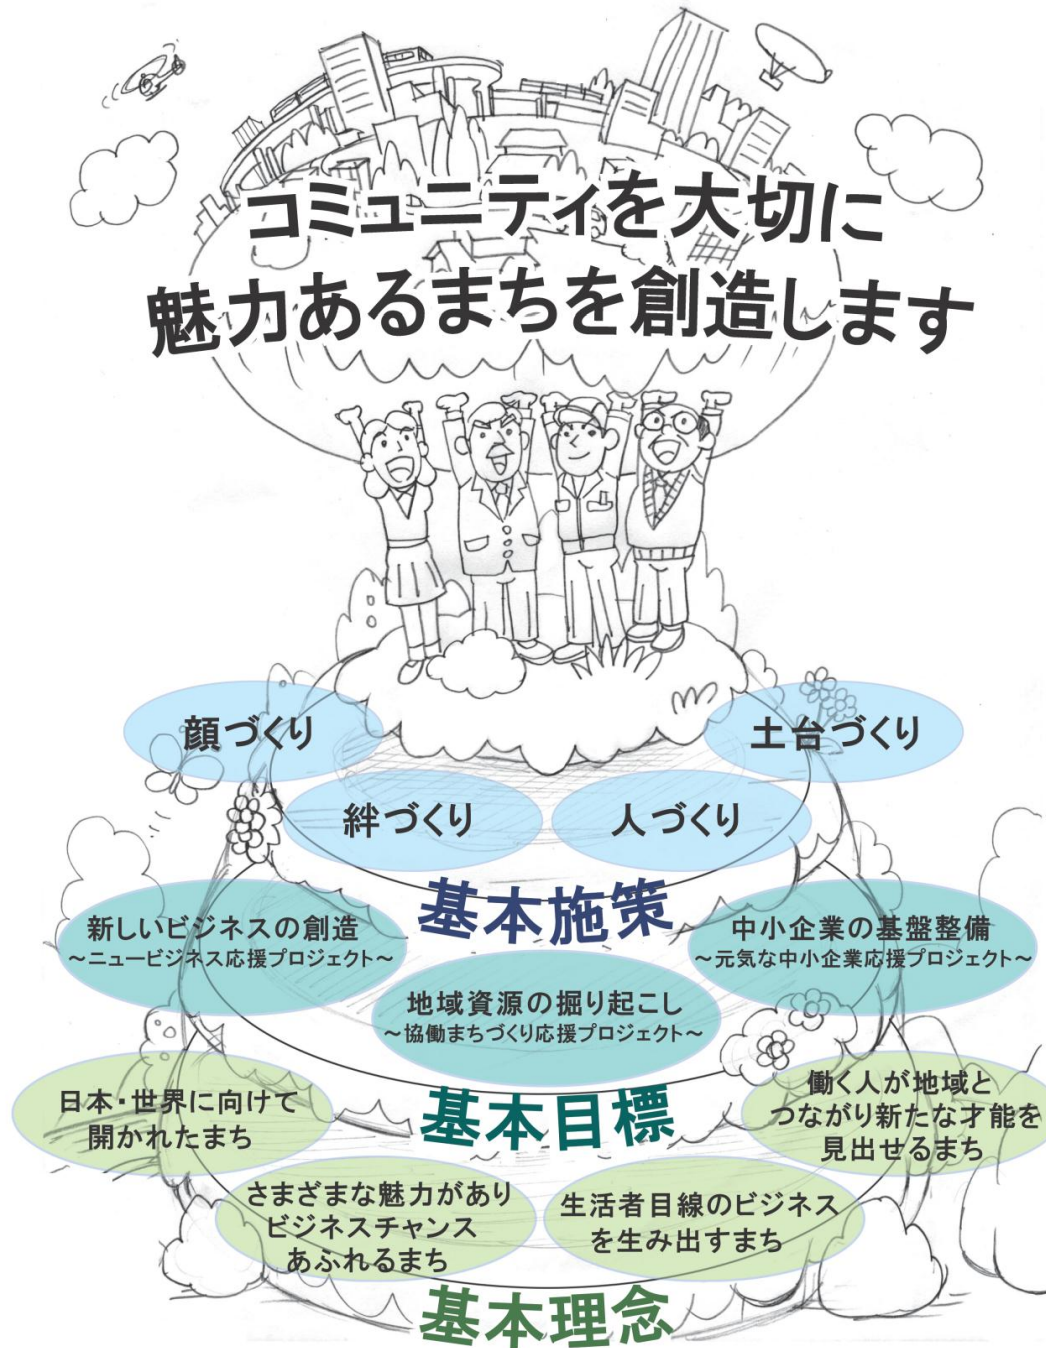 コミュニティを大切に
魅力あるまちを創造します
顔づくり
土台づくり
絆づくり
人づくり
基本施策
新しいビジネスの創造
～ニュービジネス応援プロジェクト～
中小企業の基盤整備
～元気な中小企業応援プロジェクト～
地域資源の掘り起こし
～協働まちづくり応援プロジェクト～
基本目標
日本・世界に向けて
開かれたまち
働く人が地域と
つながり新たな才能を
見出せるまち
さまざまな魅力があり
ビジネスチャンス
あふれるまち
生活者目線のビジネス
を生み出すまち
基本理念